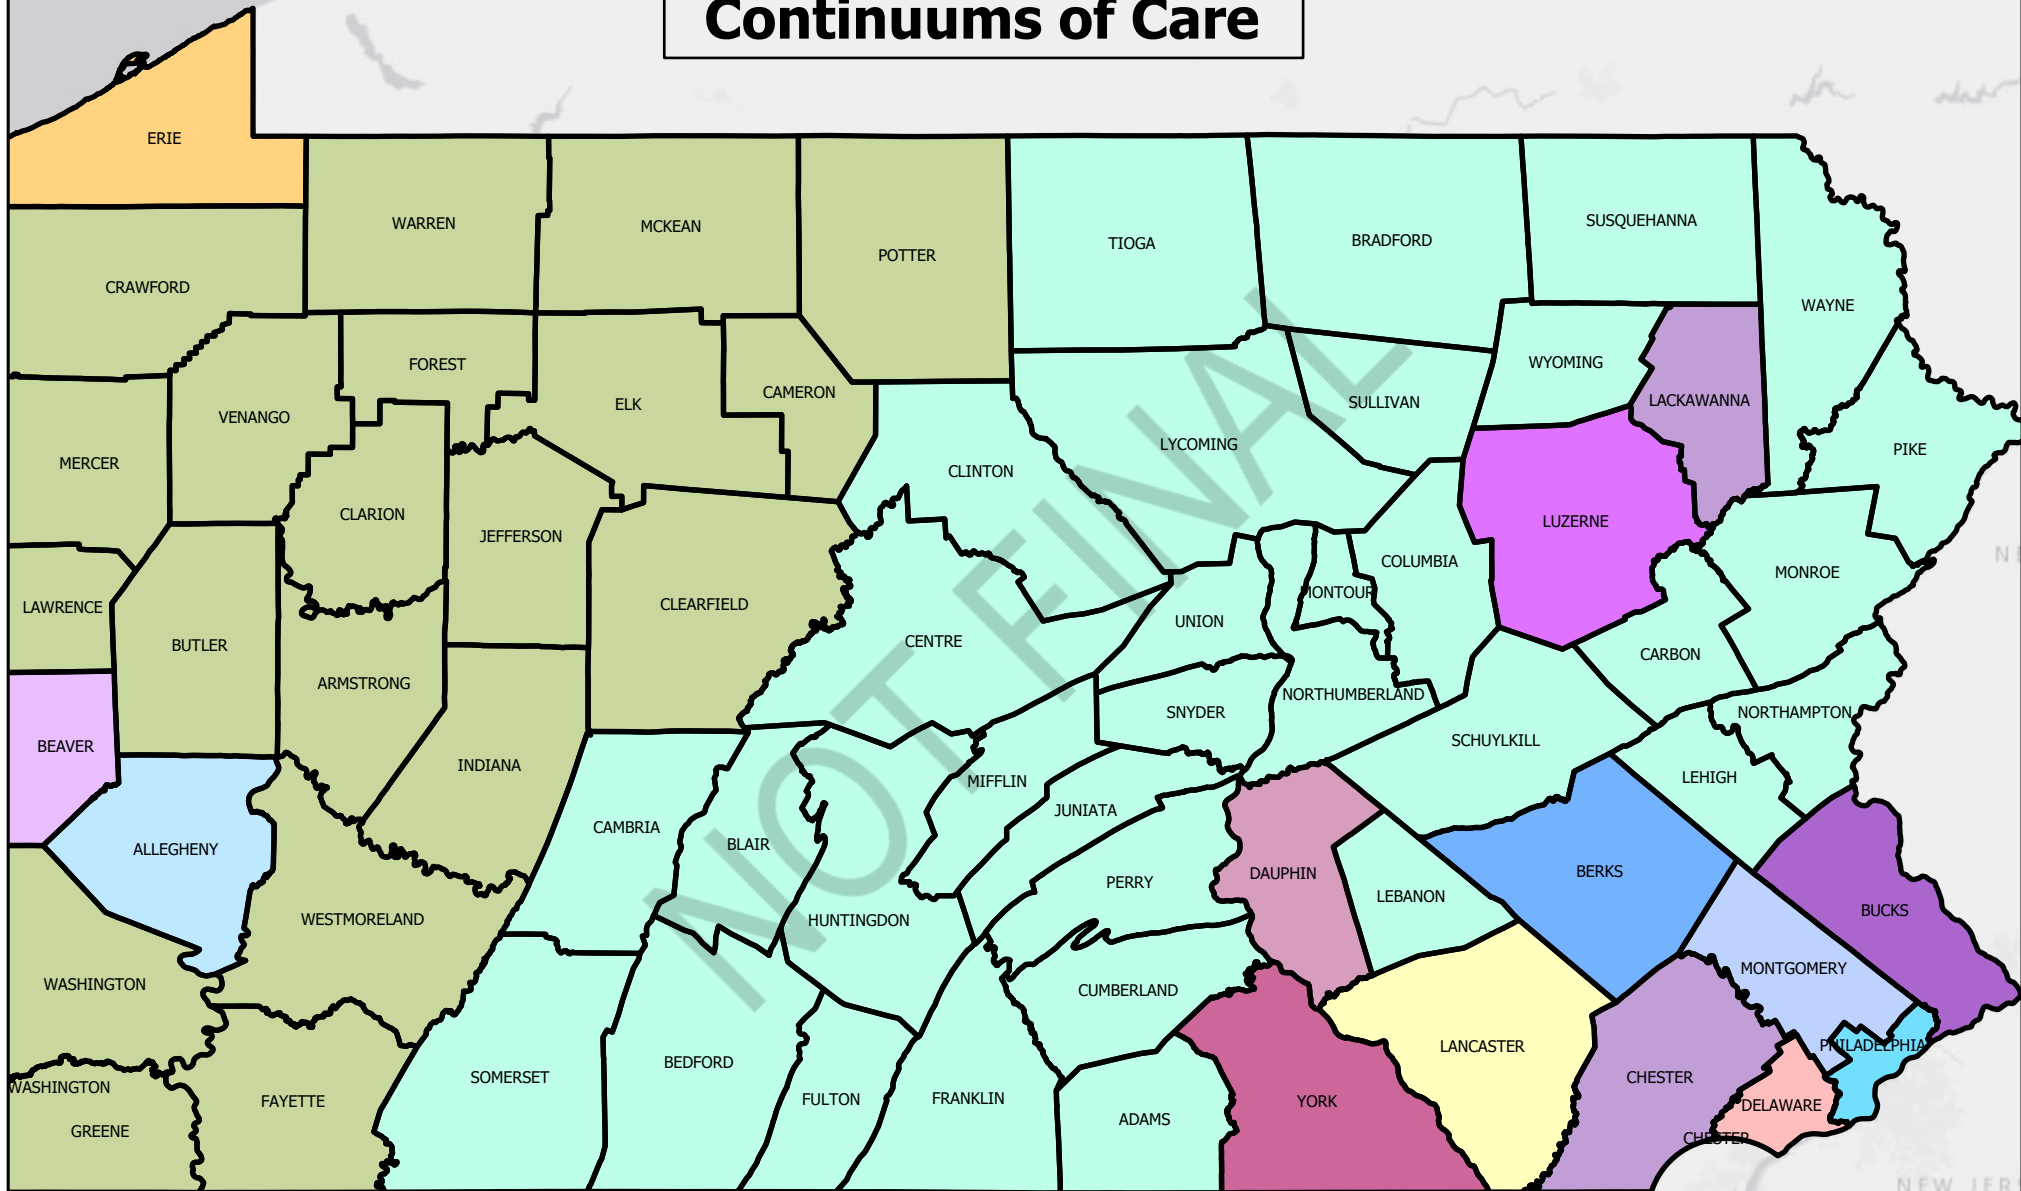 Continuums of Care
ERIE
WARREN
MCKEAN
POTTER
TIOGA
BRADFORD
SUSQUEHANNA
WAYNE
CRAWFORD
FOREST
ELK
CAMERON
WYOMING
LACKAWANNA
SULLIVAN
PIKE
MERCER
VENANGO
CLARION
JEFFERSON
CLINTON
LYCOMING
LUZERNE
COLUMBIA
MONTOUR
MONROE
LAWRENCE
BUTLER
ARMSTRONG
CLEARFIELD
CENTRE
UNION
CARBON
NORTHUMBERLAND
SNYDER
NORTHAMPTON
SCHUYLKILL
LEHIGH
BEAVER
INDIANA
MIFFLIN
JUNIATA
ALLEGHENY
CAMBRIA
BLAIR
PERRY
DAUPHIN
LEBANON
BERKS
BUCKS
WESTMORELAND
HUNTINGDON
WASHINGTON
CUMBERLAND
MONTGOMERY
LANCASTER
PHILADELPHIA
WASHINGTON
GREENE
FAYETTE
SOMERSET
BEDFORD
FULTON
FRANKLIN
ADAMS
YORK
CHESTER
DELAWARE
CHESTER
NOT FINAL
NE
NEW JER